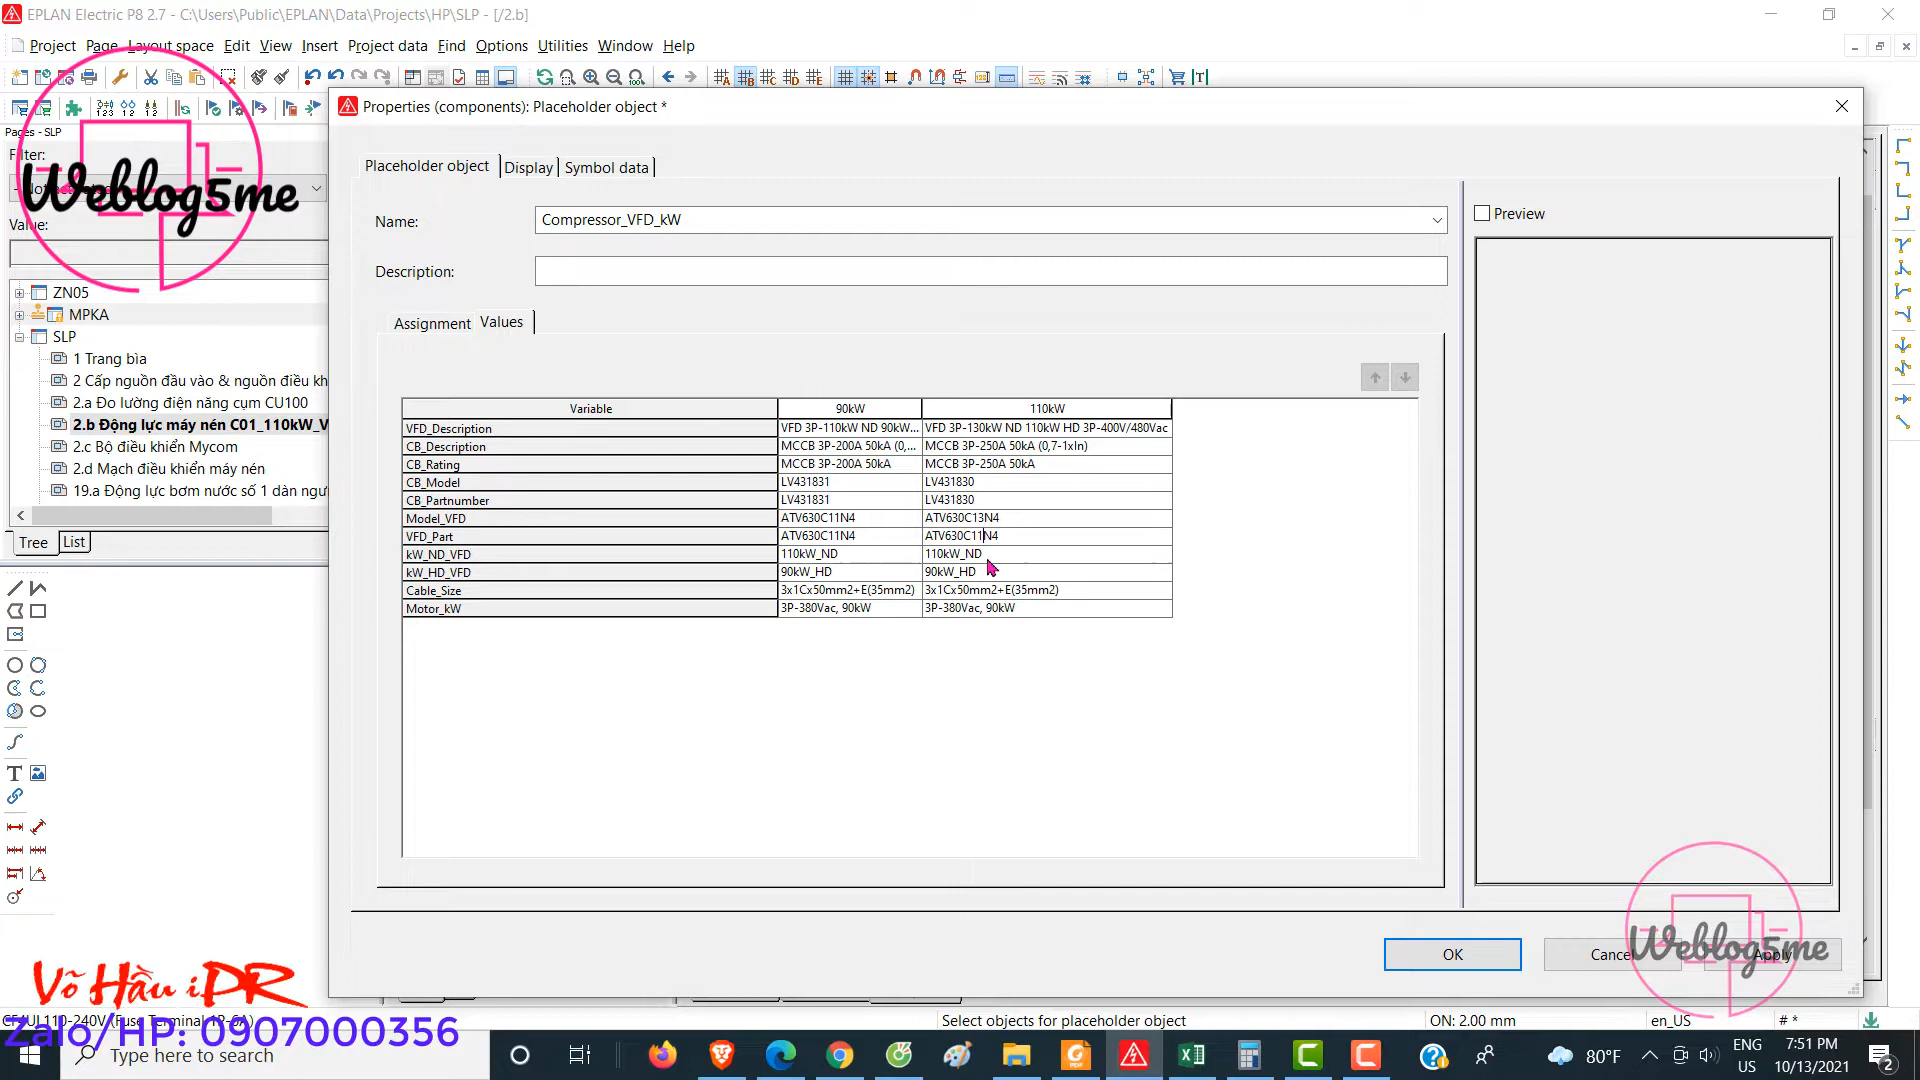 EPLAN Electric P8 2.7 - C:\Users\Public\EPLAN\Data\Projects\HP\SLP - [/2.b]
Project Page Layout space Edit View Insert Project data Find Options Utilities Window Help
Properties (components): Placeholder object *
Pages - SLP
Filter:
Weblog5me
Value:
ZN05
MPKA
SLP
1 Trang bìa
2 Cấp nguồn đầu vào & nguồn điều kh
2.a Đo lường điện năng cụm CU100
2.b Động lực máy nén C01_110kW_V
2.c Bộ điều khiển Mycom
2.d Mạch điều khiển máy nén
19.a Động lực bơm nước số 1 dàn ngư
Tree List
Placeholder object Display Symbol data
Name: Compressor_VFD_kW
Description:
Preview
Assignment Values
Variable 90kW 110kW
VFD_Description VFD 3P-110kW ND 90kW... VFD 3P-130kW ND 110kW HD 3P-400V/480Vac
CB_Description MCCB 3P-200A 50kA (0,... MCCB 3P-250A 50kA (0,7-1xIn)
CB_Rating MCCB 3P-200A 50kA MCCB 3P-250A 50kA
CB_Model LV431831 LV431830
CB_Partnumber LV431831 LV431830
Model_VFD ATV630C11N4 ATV630C13N4
VFD_Part ATV630C11N4 ATV630C11N4
kW_ND_VFD 110kW_ND 110kW_ND
kW_HD_VFD 90kW_HD 90kW_HD
Cable_Size 3x1Cx50mm2+E(35mm2) 3x1Cx50mm2+E(35mm2)
Motor_kW 3P-380Vac, 90kW 3P-380Vac, 90kW
OK Cancel Apply
Weblog5me
Võ Hầu iPR
Zalo/HP: 0907000356
CF4UL110-240V (Fuse Terminal 1P-6A)
Select objects for placeholder object
ON: 2.00 mm
en_US
# *
Type here to search
80°F
ENG
US
7:51 PM
10/13/2021
2